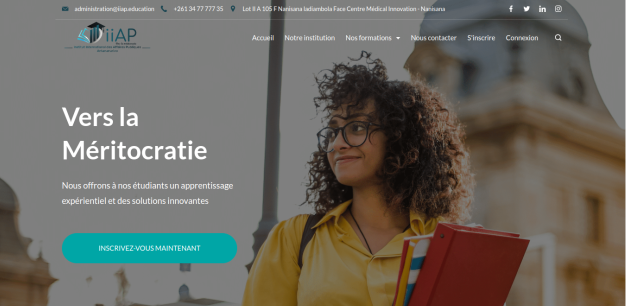 administration@iiap.education +261 34 77 777 35 Lot II A 105 F Nanisana Iadiambola Face Centre Médical Innovation - Nanisana
iiAP
Accueil Notre institution Nos formations Nous contacter S'inscrire Connexion
Vers la
Méritocratie
Nous offrons à nos étudiants un apprentissage
expérientiel et des solutions innovantes
INSCRIVEZ-VOUS MAINTENANT